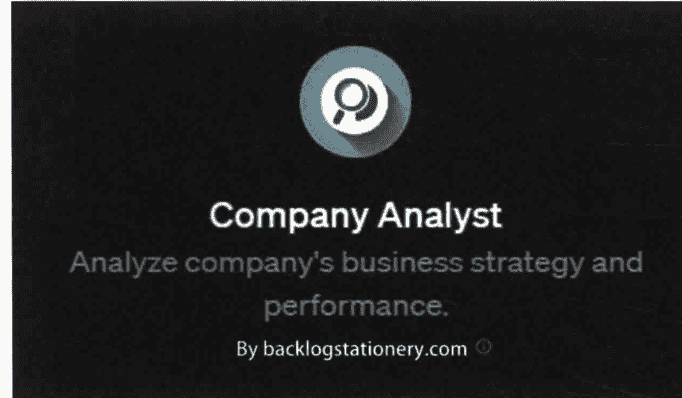 Company Analyst
Analyze company's business strategy and
performance.
By backlogstationery.com